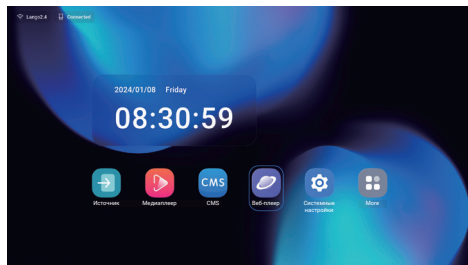 Lango2.4 Connected
2024/01/08 Friday
08:30:59
CMS
Источник Медиаплеер CMS Веб-плеер Системные настройки More